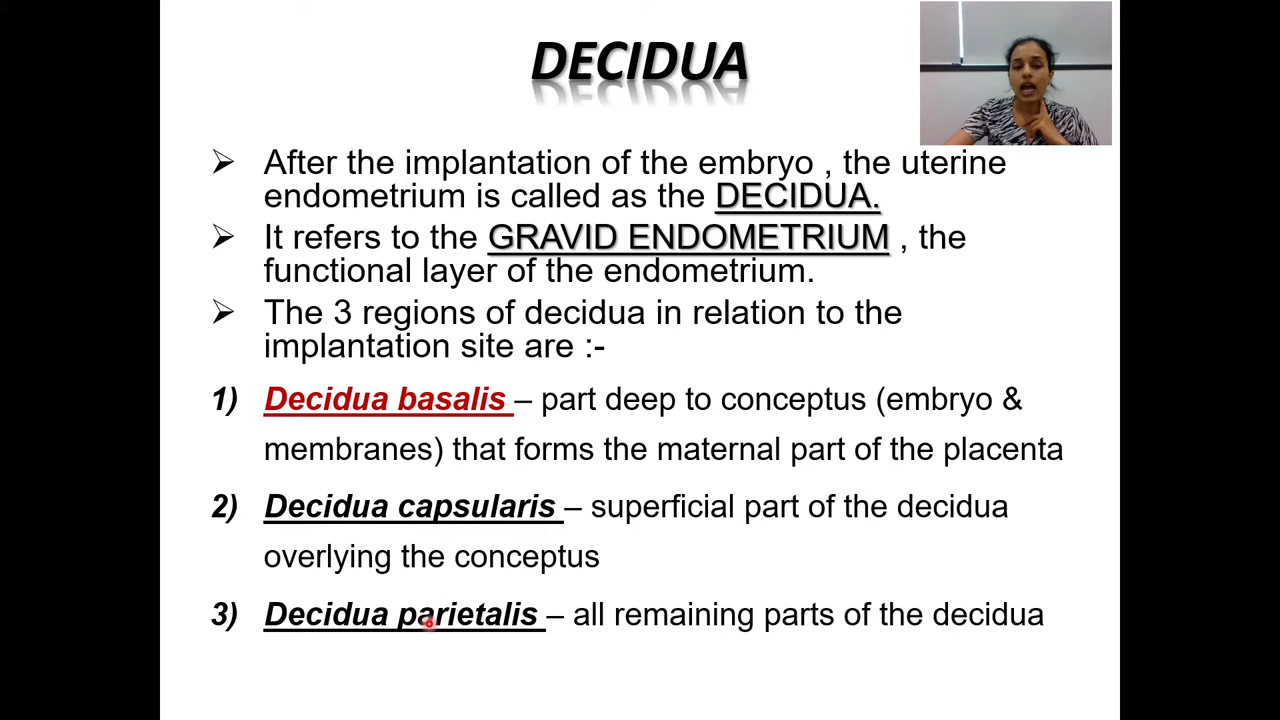 DECIDUA
➢ After the implantation of the embryo , the uterine
endometrium is called as the DECIDUA.
➢ It refers to the GRAVID ENDOMETRIUM , the
functional layer of the endometrium.
➢ The 3 regions of decidua in relation to the
implantation site are :-
1) Decidua basalis – part deep to conceptus (embryo &
membranes) that forms the maternal part of the placenta
2) Decidua capsularis – superficial part of the decidua
overlying the conceptus
3) Decidua parietalis – all remaining parts of the decidua